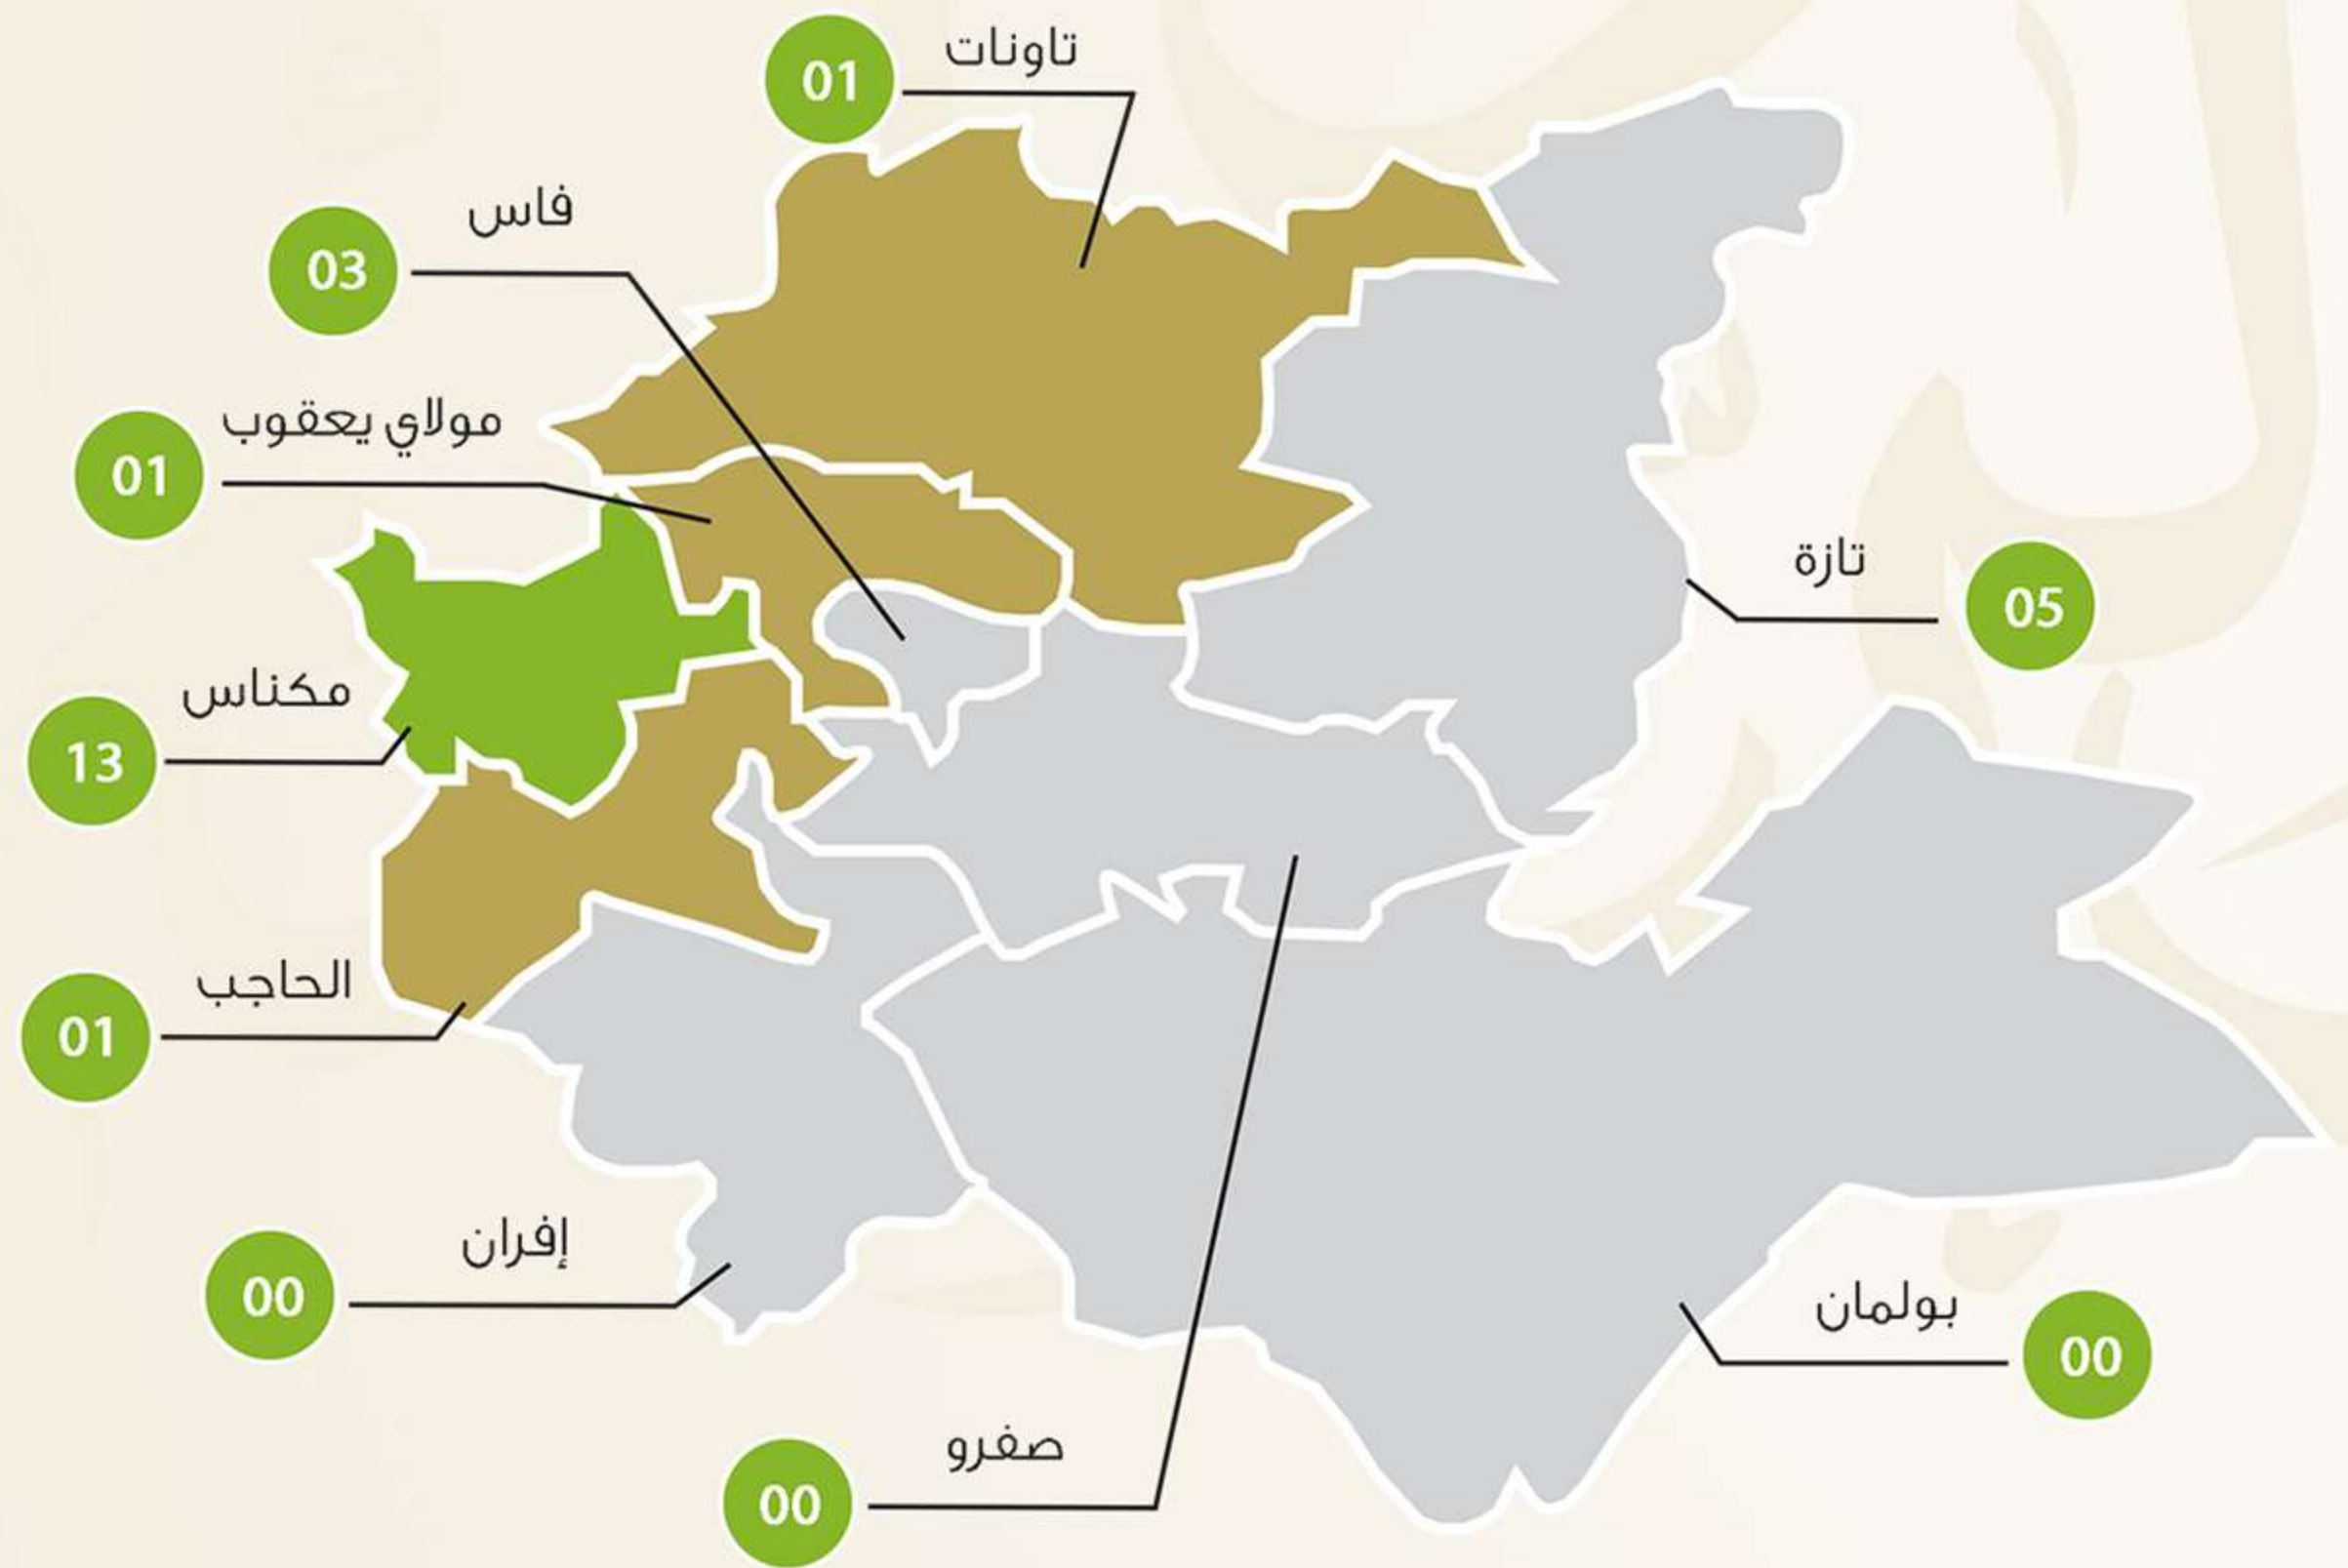 تاونات
01
فاس
03
مولاي يعقوب
01
تازة
05
مكناس
13
الحاجب
01
إفران
00
بولمان
00
صفرو
00